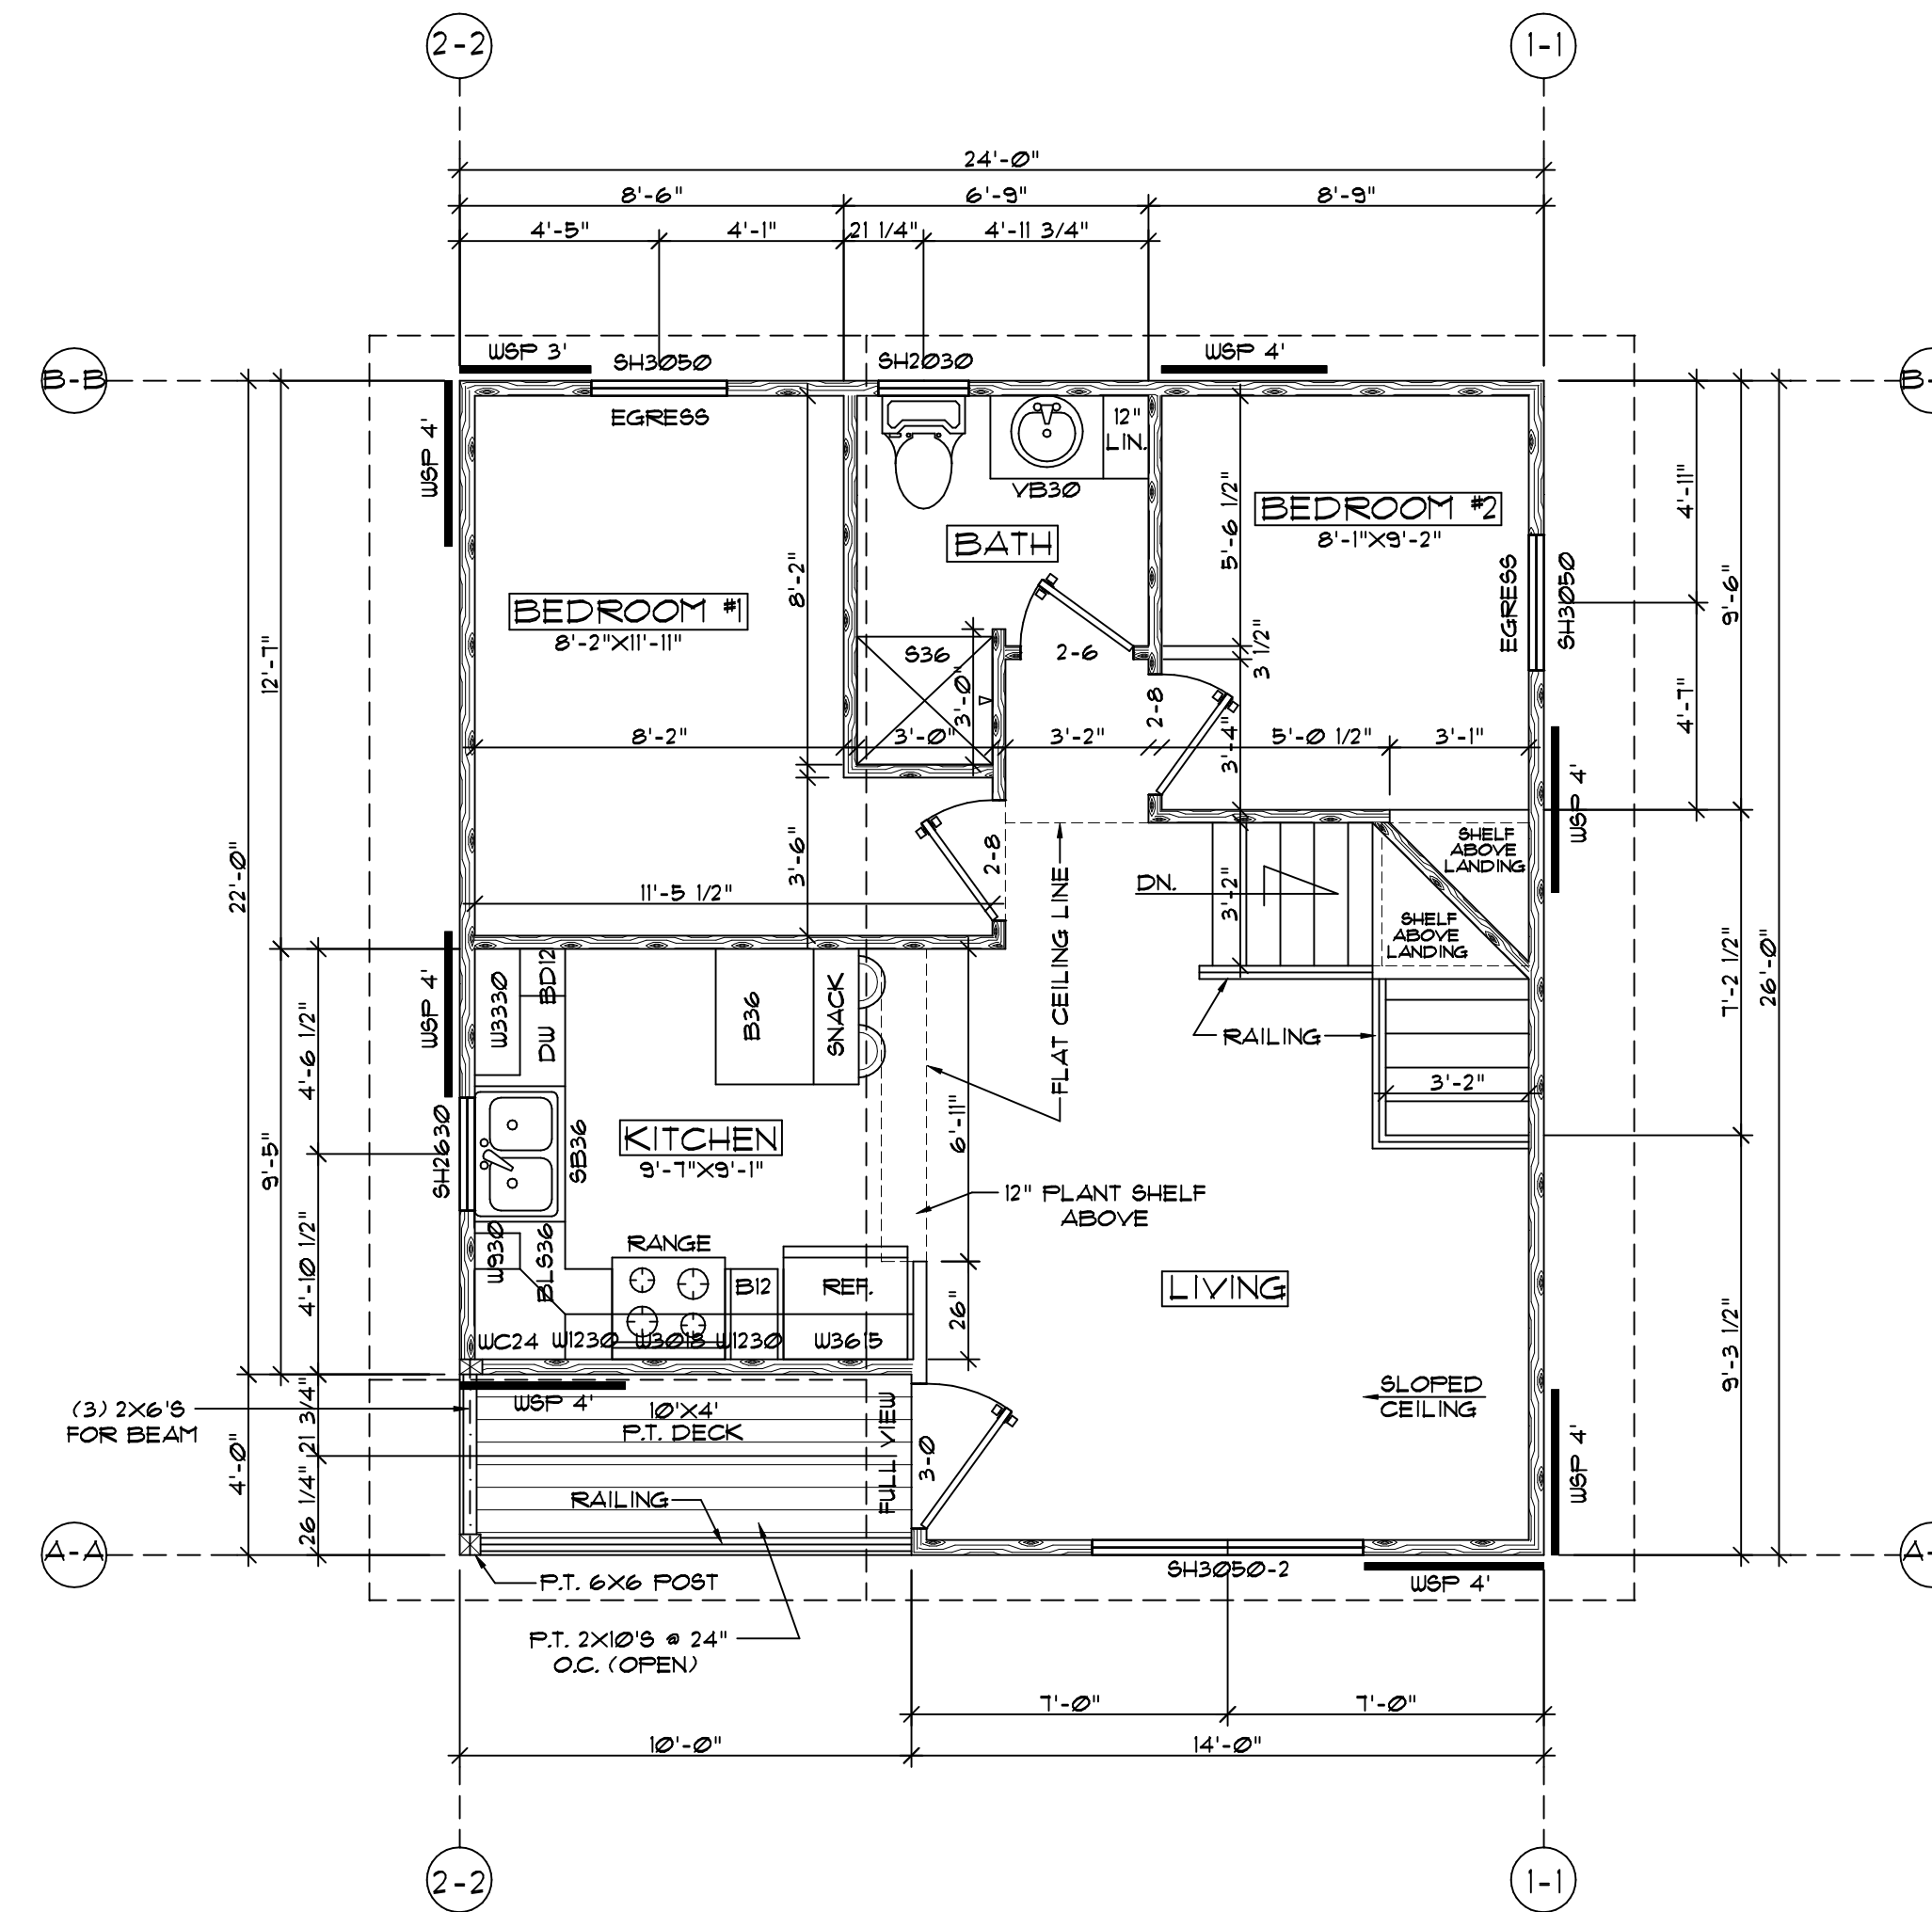 2-2
1-1
24'-0"
8'-6"
6'-9"
8'-9"
4'-5"
4'-1"
21 1/4"
4'-11 3/4"
B-B
WSP 3'
SH3050
SH2030
WSP 4'
EGRESS
WSP 4'
12"
LIN.
VB30
BATH
BEDROOM #2
8'-1"X9'-2"
5'-6 1/2"
4'-11"
9'-6"
EGRESS
SH3050
BEDROOM #1
8'-2"X11'-11"
8'-2"
12'-7"
S36
3'-0"
2-6
3 1/2"
2-8
4'-7"
8'-2"
3'-0"
3'-2"
3'-4"
5'-0 1/2"
3'-1"
WSP 4'
22'-0"
3'-6"
2-8
11'-5 1/2"
FLAT CEILING LINE
DN.
3'-2"
SHELF
ABOVE
LANDING
SHELF
ABOVE
LANDING
7'-2 1/2"
26'-0"
WSP 4'
W3330
BD12
DW
B36
SNACK
RAILING
4'-6 1/2"
3'-2"
9'-5"
SH2630
SB36
KITCHEN
9'-7"X9'-1"
6'-11"
12" PLANT SHELF
ABOVE
W930
BLS36
RANGE
B12
REF.
LIVING
4'-10 1/2"
26"
WC24
W1230
W3018
W1230
W3615
9'-3 1/2"
SLOPED
CEILING
(3) 2X6'S
FOR BEAM
WSP 4'
10'X4'
P.T. DECK
FULL VIEW
3-0
21 3/4"
4'-0"
26 1/4"
RAILING
WSP 4'
A-A
P.T. 6X6 POST
SH3050-2
WSP 4'
P.T. 2X10'S @ 24"
O.C. (OPEN)
7'-0"
7'-0"
10'-0"
14'-0"
2-2
1-1